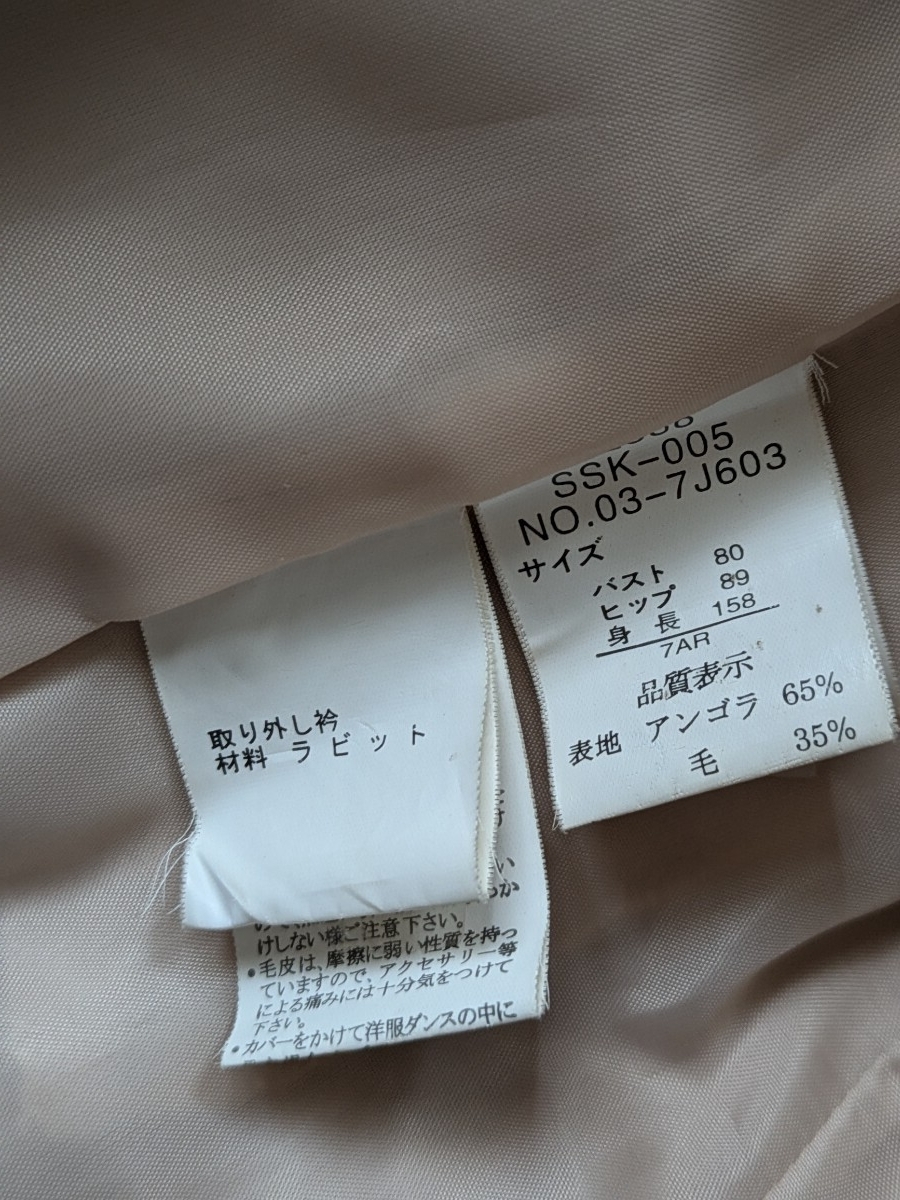 SSK-005
NO.03-7J603
サイズ
バスト 80
ヒップ 89
身長 158
7AR
品質表示
表地 アンゴラ 65%
毛 35%
取り外し衿
材料 ラビット
けしない様ご注意下さい。
•毛皮は、摩擦に弱い性質を持っ
ていますので、アクセサリー等
による痛みには十分気をつけて
下さい。
•カバーをかけて洋服ダンスの中に